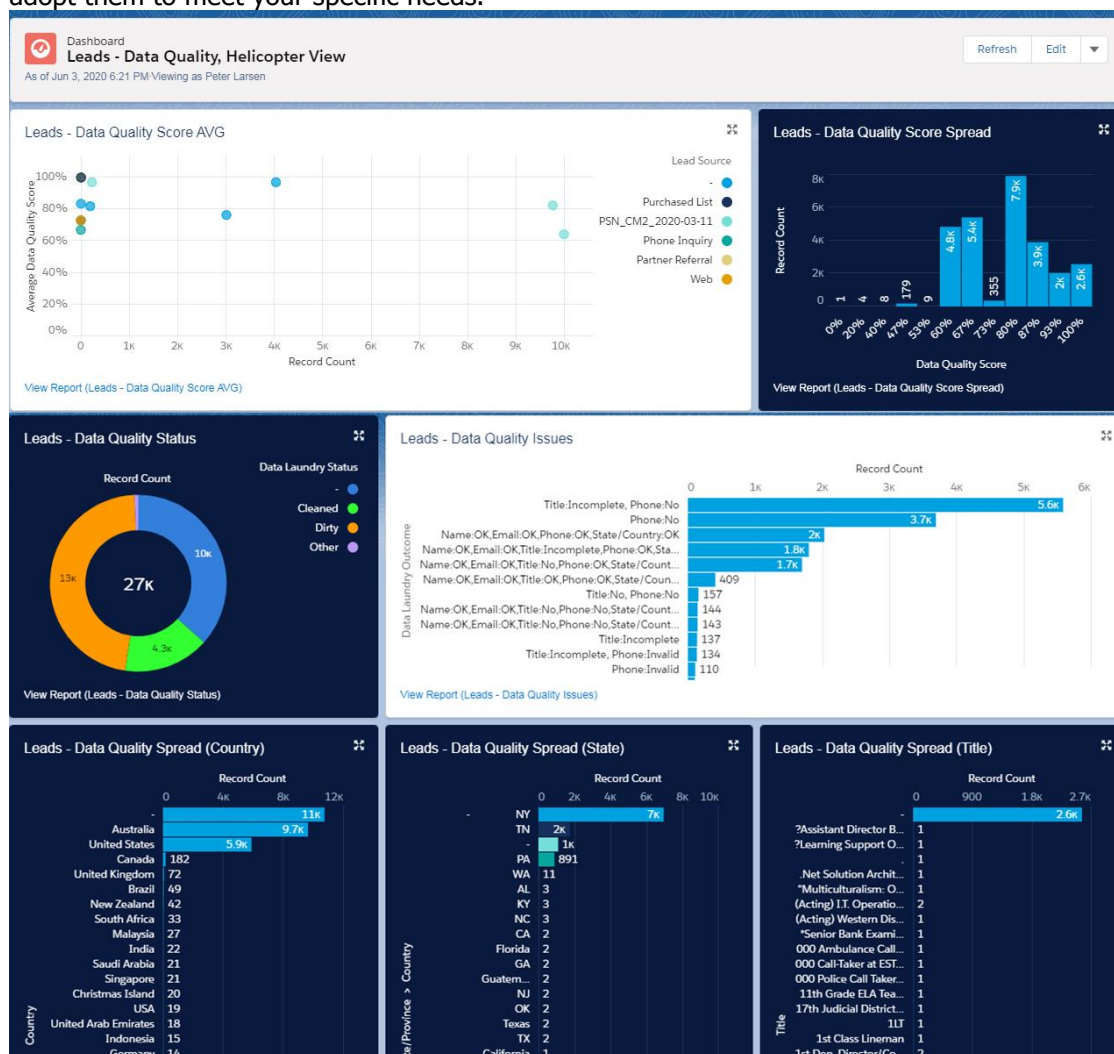 adopt them to meet your specific needs.
Dashboard
Leads - Data Quality, Helicopter View
As of Jun 3, 2020 6:21 PM·Viewing as Peter Larsen
Refresh Edit
Leads - Data Quality Score AVG
Average Data Quality Score
100%
80%
60%
40%
20%
0%
0 1K 2K 3K 4K 5K 6K 7K 8K 9K 10K
Record Count
Lead Source
-
Purchased List
PSN_CM2_2020-03-11
Phone Inquiry
Partner Referral
Web
View Report (Leads - Data Quality Score AVG)
Leads - Data Quality Score Spread
Record Count
8K
6K
4K
2K
0
1 4 8 179 9 4.8K 5.4K 355 7.9K 3.9K 2K 2.6K
0% 20% 40% 47% 53% 60% 67% 73% 80% 87% 93% 100%
Data Quality Score
View Report (Leads - Data Quality Score Spread)
Leads - Data Quality Status
Record Count
10K
13K
27K
4.3K
Data Laundry Status
-
Cleaned
Dirty
Other
View Report (Leads - Data Quality Status)
Leads - Data Quality Issues
Record Count
0 1K 2K 3K 4K 5K 6K
Data Laundry Outcome
Title:Incomplete, Phone:No 5.6K
Phone:No 3.7K
Name:OK,Email:OK,Phone:OK,State/Country:OK 2K
Name:OK,Email:OK,Title:Incomplete,Phone:OK,Sta... 1.8K
Name:OK,Email:OK,Title:No,Phone:OK,State/Count... 1.7K
Name:OK,Email:OK,Title:OK,Phone:OK,State/Coun... 409
Title:No, Phone:No 157
Name:OK,Email:OK,Title:No,Phone:No,State/Count... 144
Name:OK,Email:OK,Title:No,Phone:No,State/Count... 143
Title:Incomplete 137
Title:Incomplete, Phone:Invalid 134
Phone:Invalid 110
View Report (Leads - Data Quality Issues)
Leads - Data Quality Spread (Country)
Record Count
0 4K 8K 12K
- 11K
Australia 9.7K
United States 5.9K
Canada 182
United Kingdom 72
Brazil 49
New Zealand 42
South Africa 33
Malaysia 27
India 22
Saudi Arabia 21
Singapore 21
Christmas Island 20
USA 19
United Arab Emirates 18
Indonesia 15
Germany 14
Country
Leads - Data Quality Spread (State)
Record Count
0 2K 4K 6K 8K 10K
- NY 7K
TN 2K
- 1K
PA 891
WA 11
AL 3
KY 3
NC 3
CA 2
Florida 2
GA 2
Guatem... 2
NJ 2
OK 2
Texas 2
TX 2
California 1
te/Province > Country
Leads - Data Quality Spread (Title)
Record Count
0 900 1.8K 2.7K
- 2.6K
?Assistant Director B... 1
?Learning Support O... 1
. 1
.Net Solution Archit... 1
"Multiculturalism: O... 1
(Acting) I.T. Operatio... 2
(Acting) Western Dis... 1
*Senior Bank Exami... 1
000 Ambulance Call... 1
000 Call-Taker at EST... 1
000 Police Call Taker... 1
11th Grade ELA Tea... 1
17th Judicial District... 1
1LT 1
1st Class Lineman 1
1st Dep. Director/Co... 2
Title